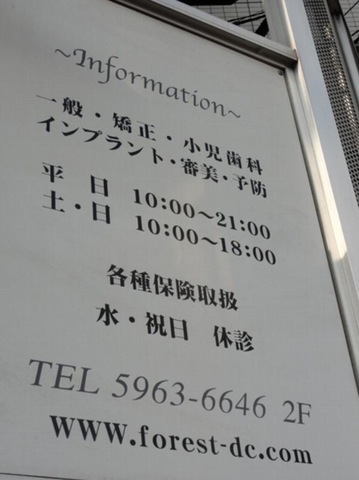 ~Information~
一般・矯正・小児歯科
インプラント・審美・予防
平 日 10:00～21:00
土・日 10:00～18:00
各種保険取扱
水・祝日 休診
TEL 5963-6646 2F
www.forest-dc.com